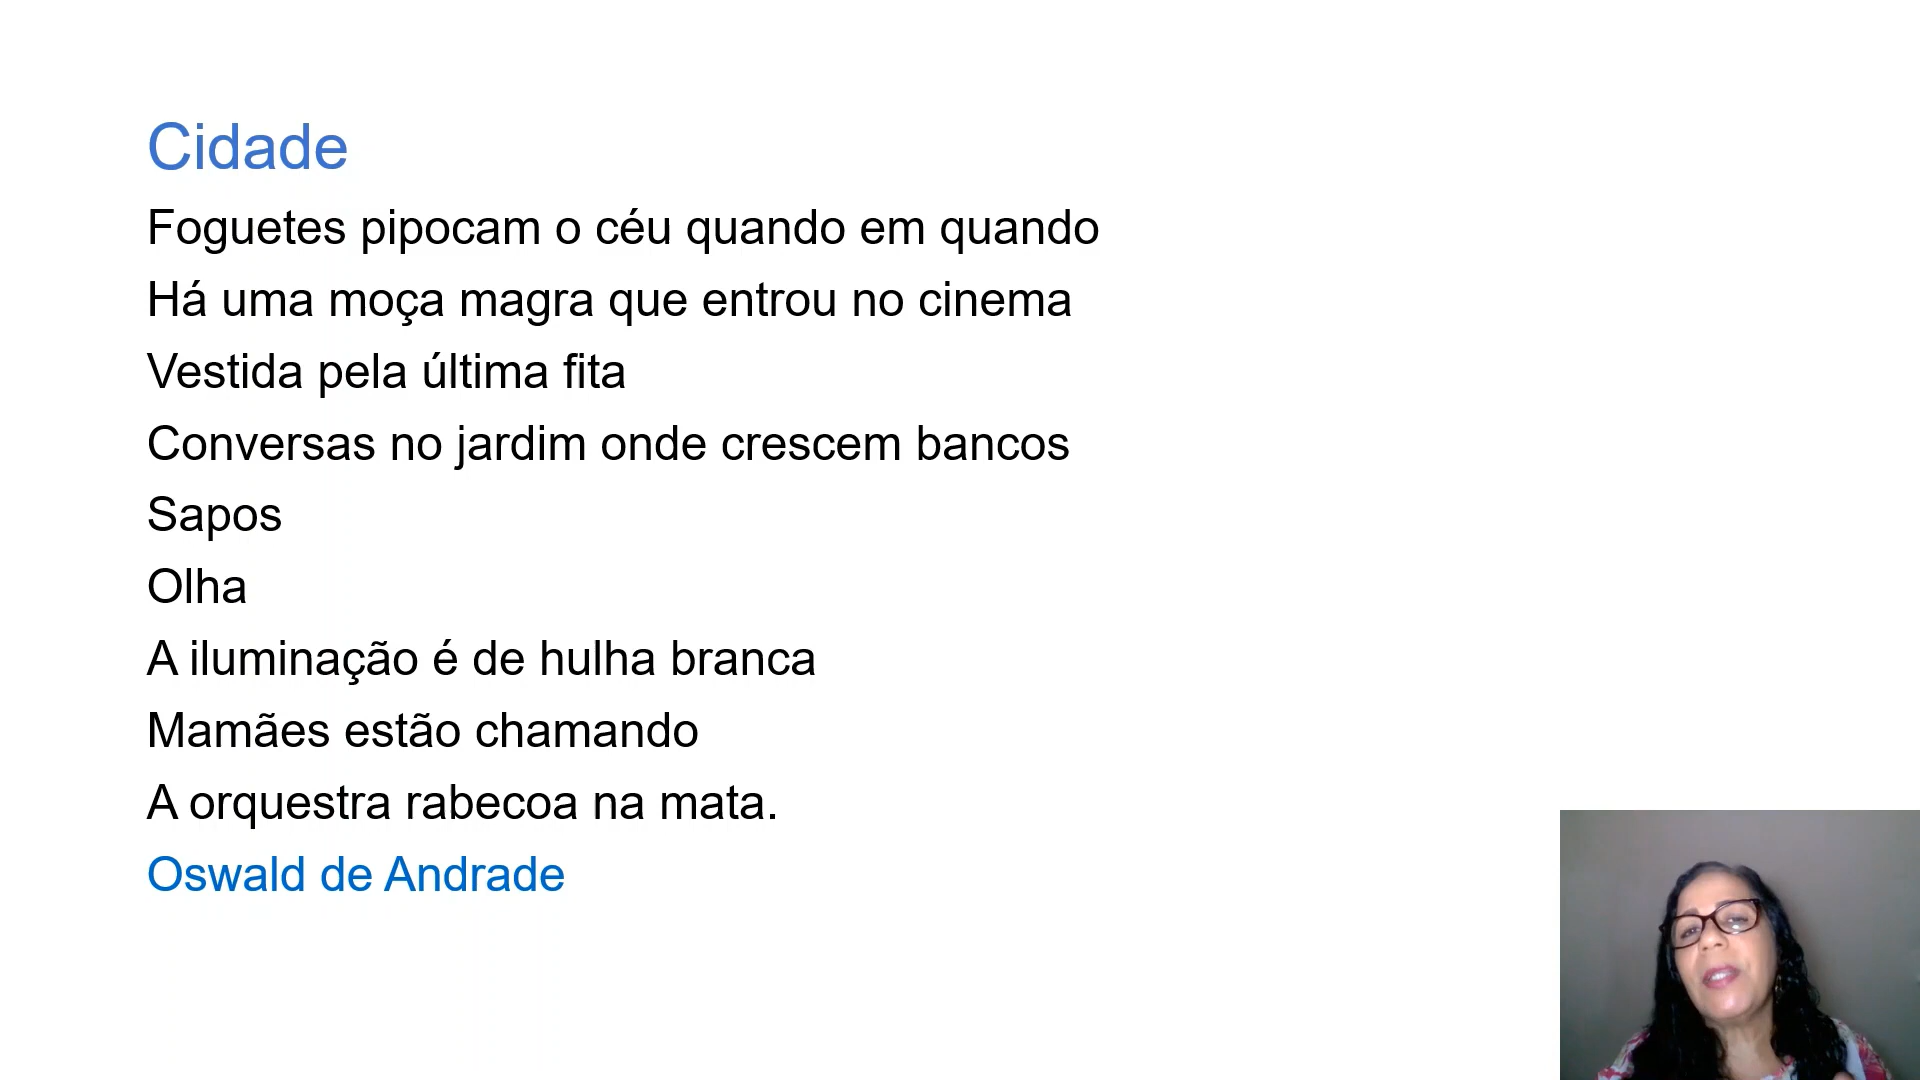 Cidade
Foguetes pipocam o céu quando em quando
Há uma moça magra que entrou no cinema
Vestida pela última fita
Conversas no jardim onde crescem bancos
Sapos
Olha
A iluminação é de hulha branca
Mamães estão chamando
A orquestra rabecoa na mata.
Oswald de Andrade